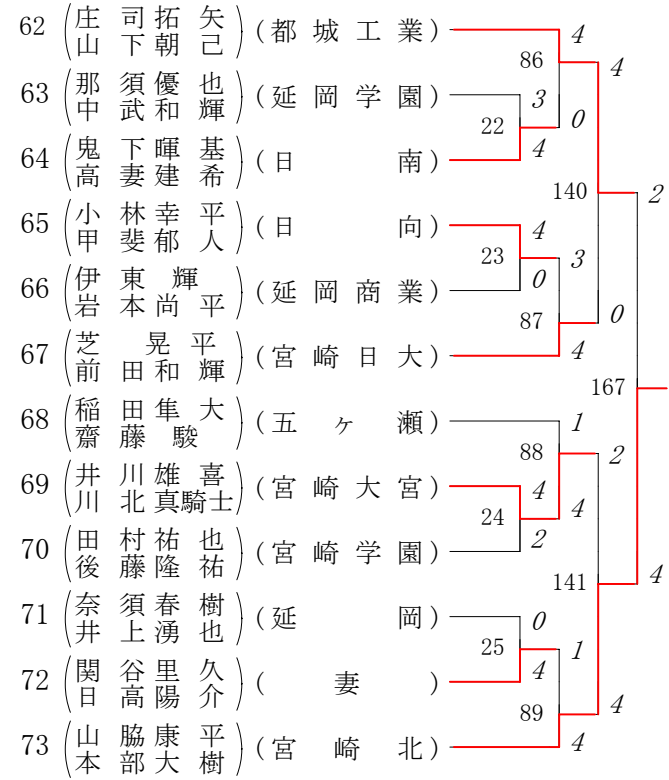 62 (庄司拓矢 山下朝己) (都城工業)
63 (那須優也 中武和輝) (延岡学園)
64 (鬼下暉基 高妻建希) (日南)
65 (小林幸平 甲斐郁人) (日向)
66 (伊東輝 岩本尚平) (延岡商業)
67 (芝晃平 前田和輝) (宮崎日大)
68 (稲田隼大 齋藤駿) (五ヶ瀬)
69 (井川雄喜 川北真騎士) (宮崎大宮)
70 (田村祐也 後藤隆祐) (宮崎学園)
71 (奈須春樹 井上湧也) (延岡)
72 (関谷里久 日高陽介) (妻)
73 (山脇康平 本部大樹) (宮崎北)
4
86
4
3
0
22
4
140
2
4
23
3
0
0
87
4
167
1
88
2
4
4
24
2
141
4
0
25
1
4
89
4
4